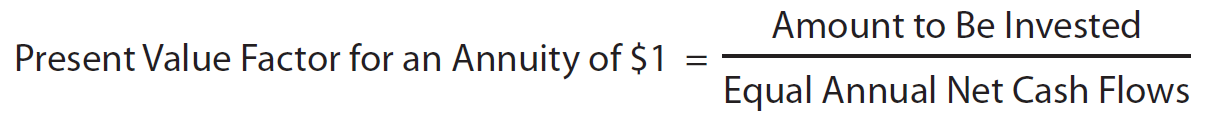 Present Value Factor for an Annuity of $1 = Amount to Be Invested
Equal Annual Net Cash Flows